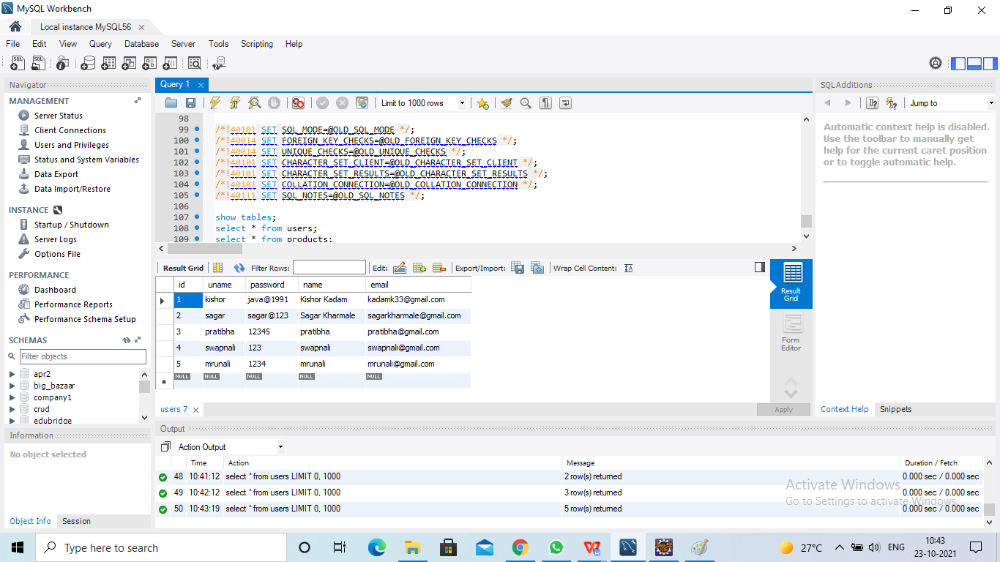 MySQL Workbench
Local instance MySQL56
File Edit View Query Database Server Tools Scripting Help
Navigator
MANAGEMENT
Server Status
Client Connections
Users and Privileges
Status and System Variables
Data Export
Data Import/Restore
INSTANCE
Startup / Shutdown
Server Logs
Options File
PERFORMANCE
Dashboard
Performance Reports
Performance Schema Setup
SCHEMAS
Filter objects
apr2
big_bazaar
company1
crud
edubridge
Information
No object selected
Object Info Session
Query 1
Limit to 1000 rows
98
99 /*!40101 SET SQL_MODE=@OLD_SQL_MODE */;
100 /*!40014 SET FOREIGN_KEY_CHECKS=@OLD_FOREIGN_KEY_CHECKS */;
101 /*!40014 SET UNIQUE_CHECKS=@OLD_UNIQUE_CHECKS */;
102 /*!40101 SET CHARACTER_SET_CLIENT=@OLD_CHARACTER_SET_CLIENT */;
103 /*!40101 SET CHARACTER_SET_RESULTS=@OLD_CHARACTER_SET_RESULTS */;
104 /*!40101 SET COLLATION_CONNECTION=@OLD_COLLATION_CONNECTION */;
105 /*!40111 SET SQL_NOTES=@OLD_SQL_NOTES */;
106
107 show tables;
108 select * from users;
109 select * from products;
Result Grid Filter Rows: Edit: Export/Import: Wrap Cell Content:
id uname password name email
1 kishor java@1991 Kishor Kadam kadamk33@gmail.com
2 sagar sagar@123 Sagar Kharmale sagarkharmale@gmail.com
3 pratibha 12345 pratibha pratibha@gmail.com
4 swapnali 123 swapnali swapnali@gmail.com
5 mrunali 1234 mrunali mrunali@gmail.com
NULL NULL NULL NULL NULL
Result
Grid
Form
Editor
users 7
Apply
SQLAdditions
Jump to
Automatic context help is disabled.
Use the toolbar to manually get
help for the current caret position
or to toggle automatic help.
Context Help Snippets
Output
Action Output
Time Action Message Duration / Fetch
48 10:41:12 select * from users LIMIT 0, 1000 2 row(s) returned 0.000 sec / 0.000 sec
49 10:42:12 select * from users LIMIT 0, 1000 3 row(s) returned 0.000 sec / 0.000 sec
50 10:43:19 select * from users LIMIT 0, 1000 5 row(s) returned 0.000 sec / 0.000 sec
Activate Windows
Go to Settings to activate Windows.
Type here to search
27°C ENG
10:43
23-10-2021